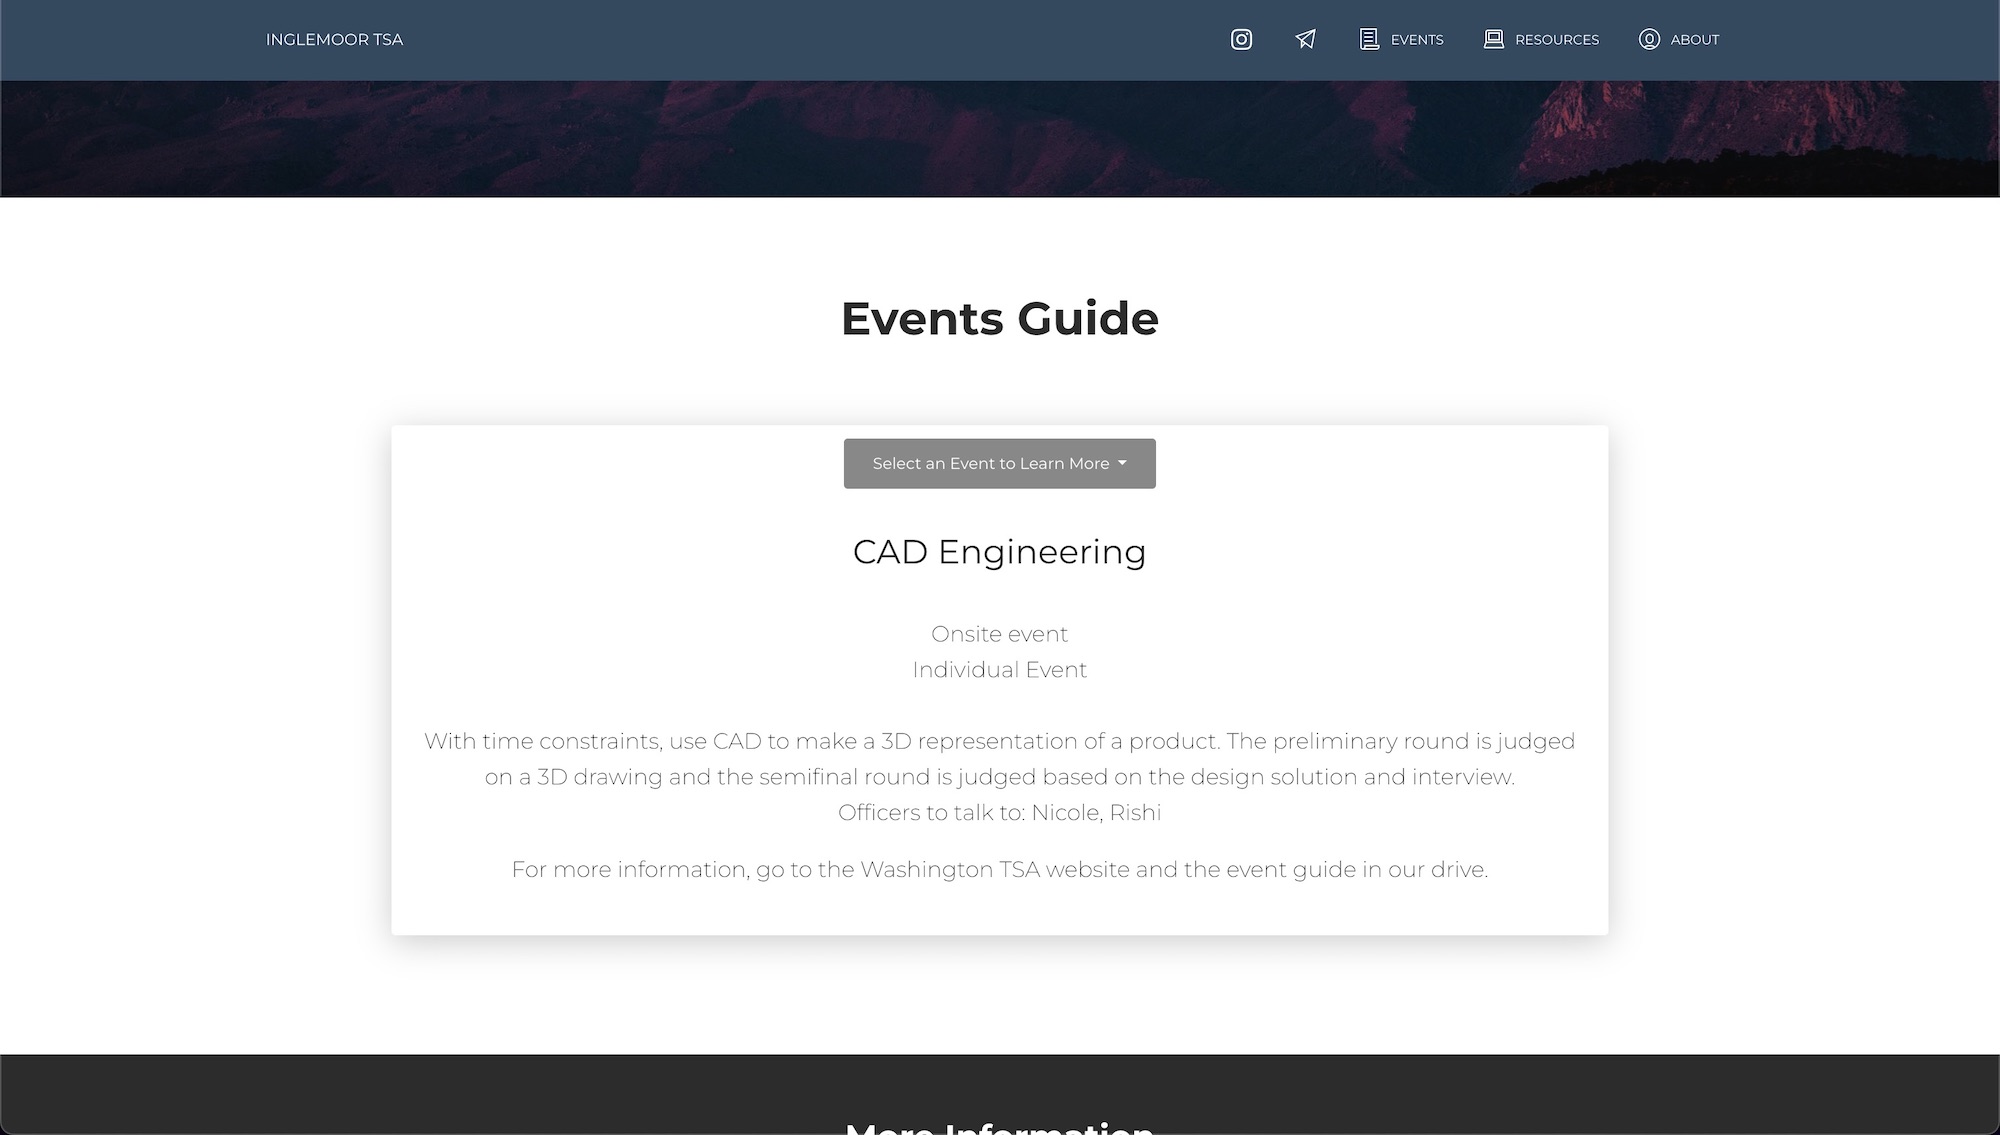 INGLEMOOR TSA
EVENTS
RESOURCES
ABOUT
Events Guide
Select an Event to Learn More
CAD Engineering
Onsite event
Individual Event
With time constraints, use CAD to make a 3D representation of a product. The preliminary round is judged
on a 3D drawing and the semifinal round is judged based on the design solution and interview.
Officers to talk to: Nicole, Rishi
For more information, go to the Washington TSA website and the event guide in our drive.
More Information